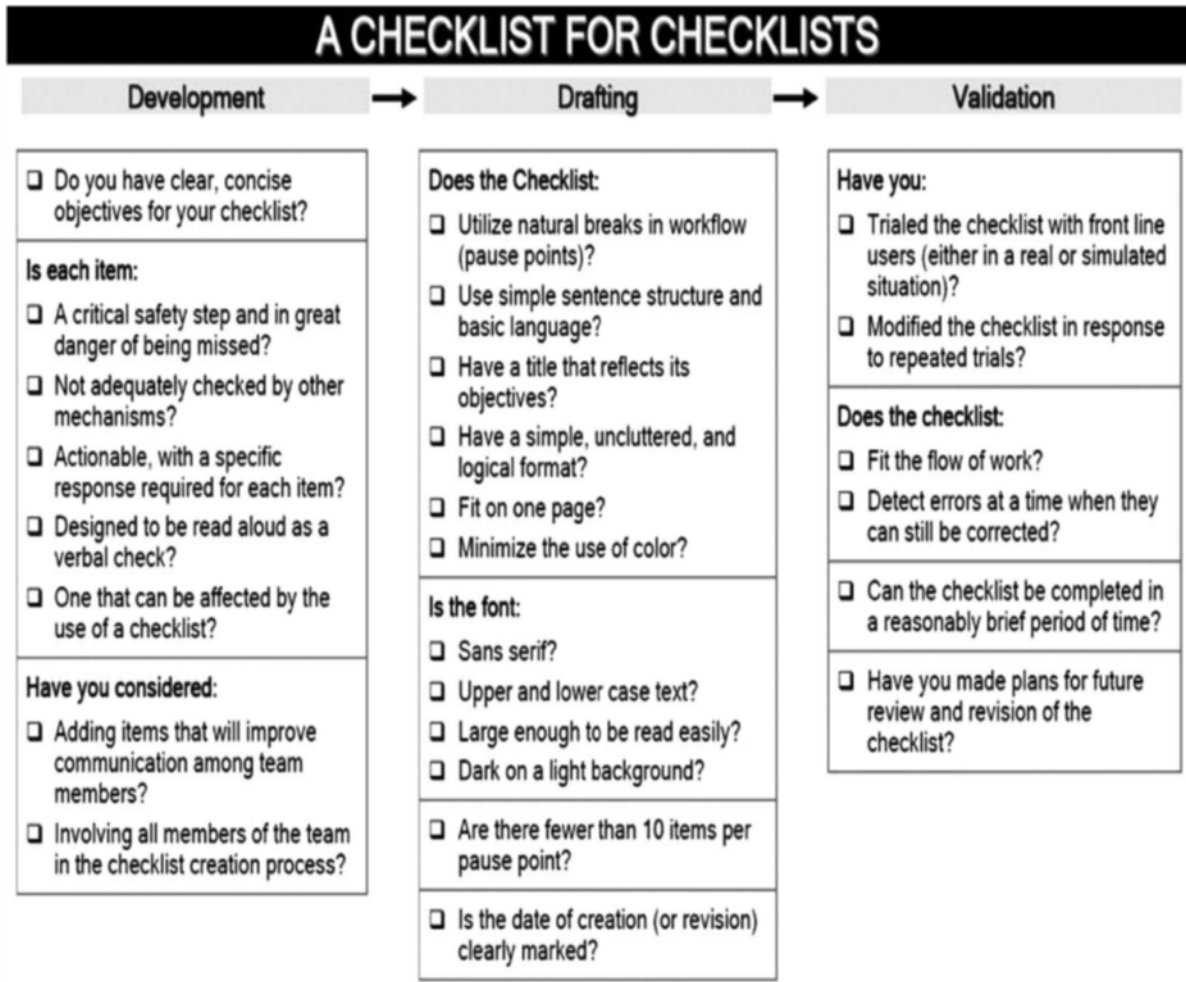 A CHECKLIST FOR CHECKLISTS
Development
Drafting
Validation
Do you have clear, concise
objectives for your checklist?
Is each item:
A critical safety step and in great
danger of being missed?
Not adequately checked by other
mechanisms?
Actionable, with a specific
response required for each item?
Designed to be read aloud as a
verbal check?
One that can be affected by the
use of a checklist?
Have you considered:
Adding items that will improve
communication among team
members?
Involving all members of the team
in the checklist creation process?
Does the Checklist:
Utilize natural breaks in workflow
(pause points)?
Use simple sentence structure and
basic language?
Have a title that reflects its
objectives?
Have a simple, uncluttered, and
logical format?
Fit on one page?
Minimize the use of color?
Is the font:
Sans serif?
Upper and lower case text?
Large enough to be read easily?
Dark on a light background?
Are there fewer than 10 items per
pause point?
Is the date of creation (or revision)
clearly marked?
Have you:
Trialed the checklist with front line
users (either in a real or simulated
situation)?
Modified the checklist in response
to repeated trials?
Does the checklist:
Fit the flow of work?
Detect errors at a time when they
can still be corrected?
Can the checklist be completed in
a reasonably brief period of time?
Have you made plans for future
review and revision of the
checklist?